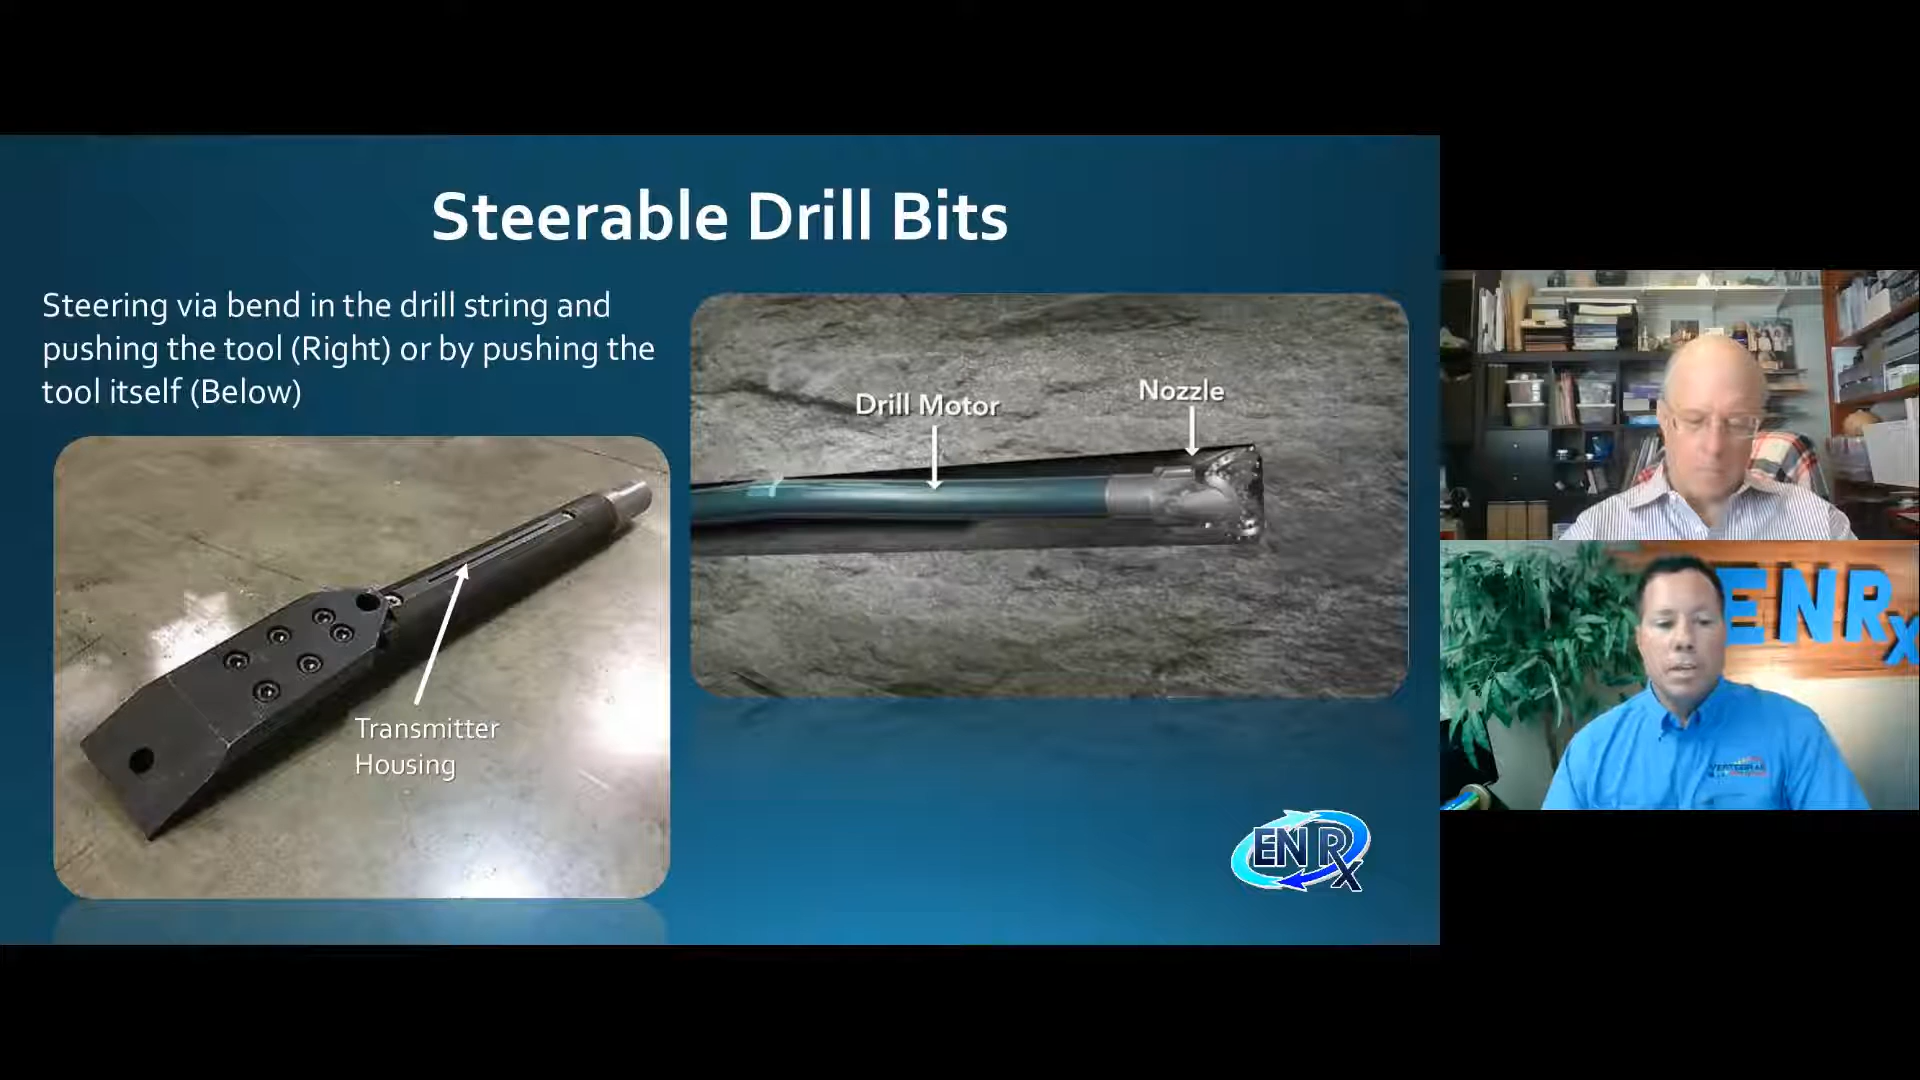 Steerable Drill Bits
Steering via bend in the drill string and
pushing the tool (Right) or by pushing the
tool itself (Below)
Drill Motor
Nozzle
Transmitter
Housing
ENRx
ENRx